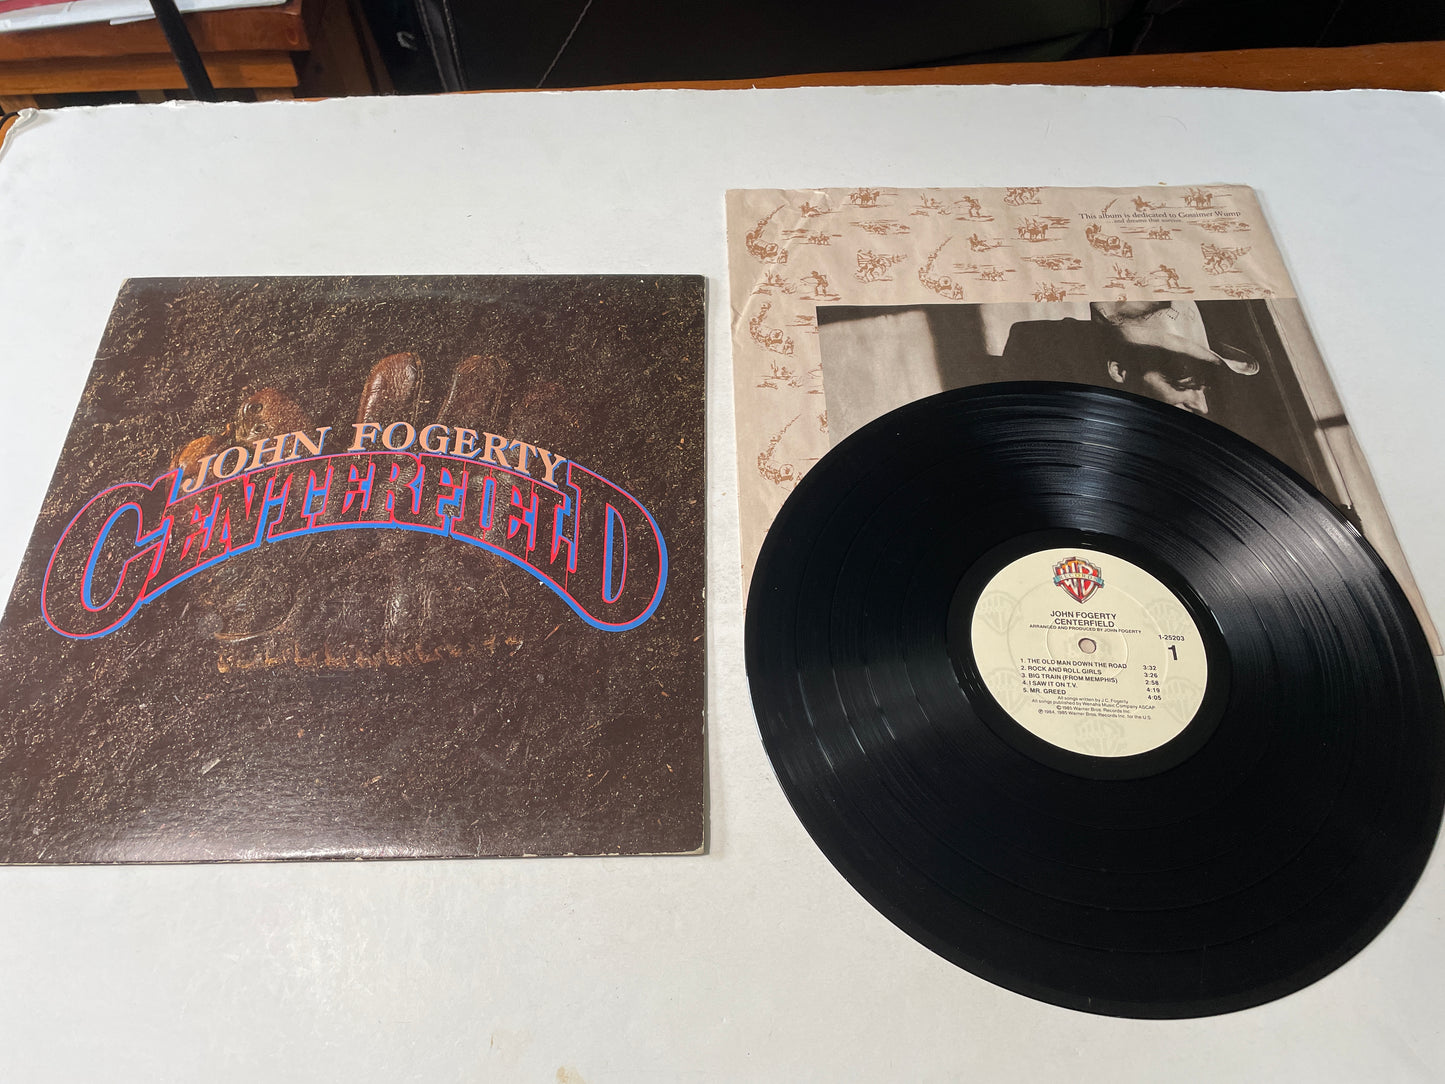 JOHN FOGERTY
CENTERFIELD
This album is dedicated to Gossimer Wump
and dreams that survive.
WB
RECORDS
JOHN FOGERTY
CENTERFIELD
ARRANGED AND PRODUCED BY JOHN FOGERTY
1-25203
1
1. THE OLD MAN DOWN THE ROAD 3:32
2. ROCK AND ROLL GIRLS 3:26
3. BIG TRAIN (FROM MEMPHIS) 2:58
4. I SAW IT ON T.V. 4:19
5. MR. GREED 4:05
All songs written by J.C. Fogerty
All songs published by Wenaha Music Company ASCAP
© 1985 Warner Bros. Records Inc.
℗ 1984, 1985 Warner Bros. Records Inc. for the U.S.